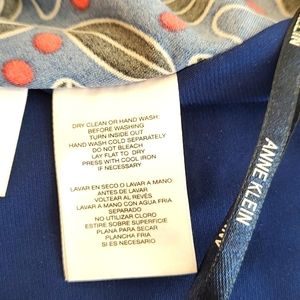 DRY CLEAN OR HAND WASH
BEFORE WASHING
TURN INSIDE OUT
HAND WASH COLD SEPARATELY
DO NOT BLEACH
LAY FLAT TO DRY
PRESS WITH COOL IRON
IF NECESSARY
LAVAR EN SECO O LAVAR A MANO
ANTES DE LAVAR
VOLTEAR AL REVES
LAVAR A MANO CON AGUA FRIA
SEPARADO
NO UTILIZAR CLORO
ESTIRE SOBRE SUPERFICIE
PLANA PARA SECAR
PLANCHA FRIA
SI ES NECESARIO
ANNE KLEIN
LEIN